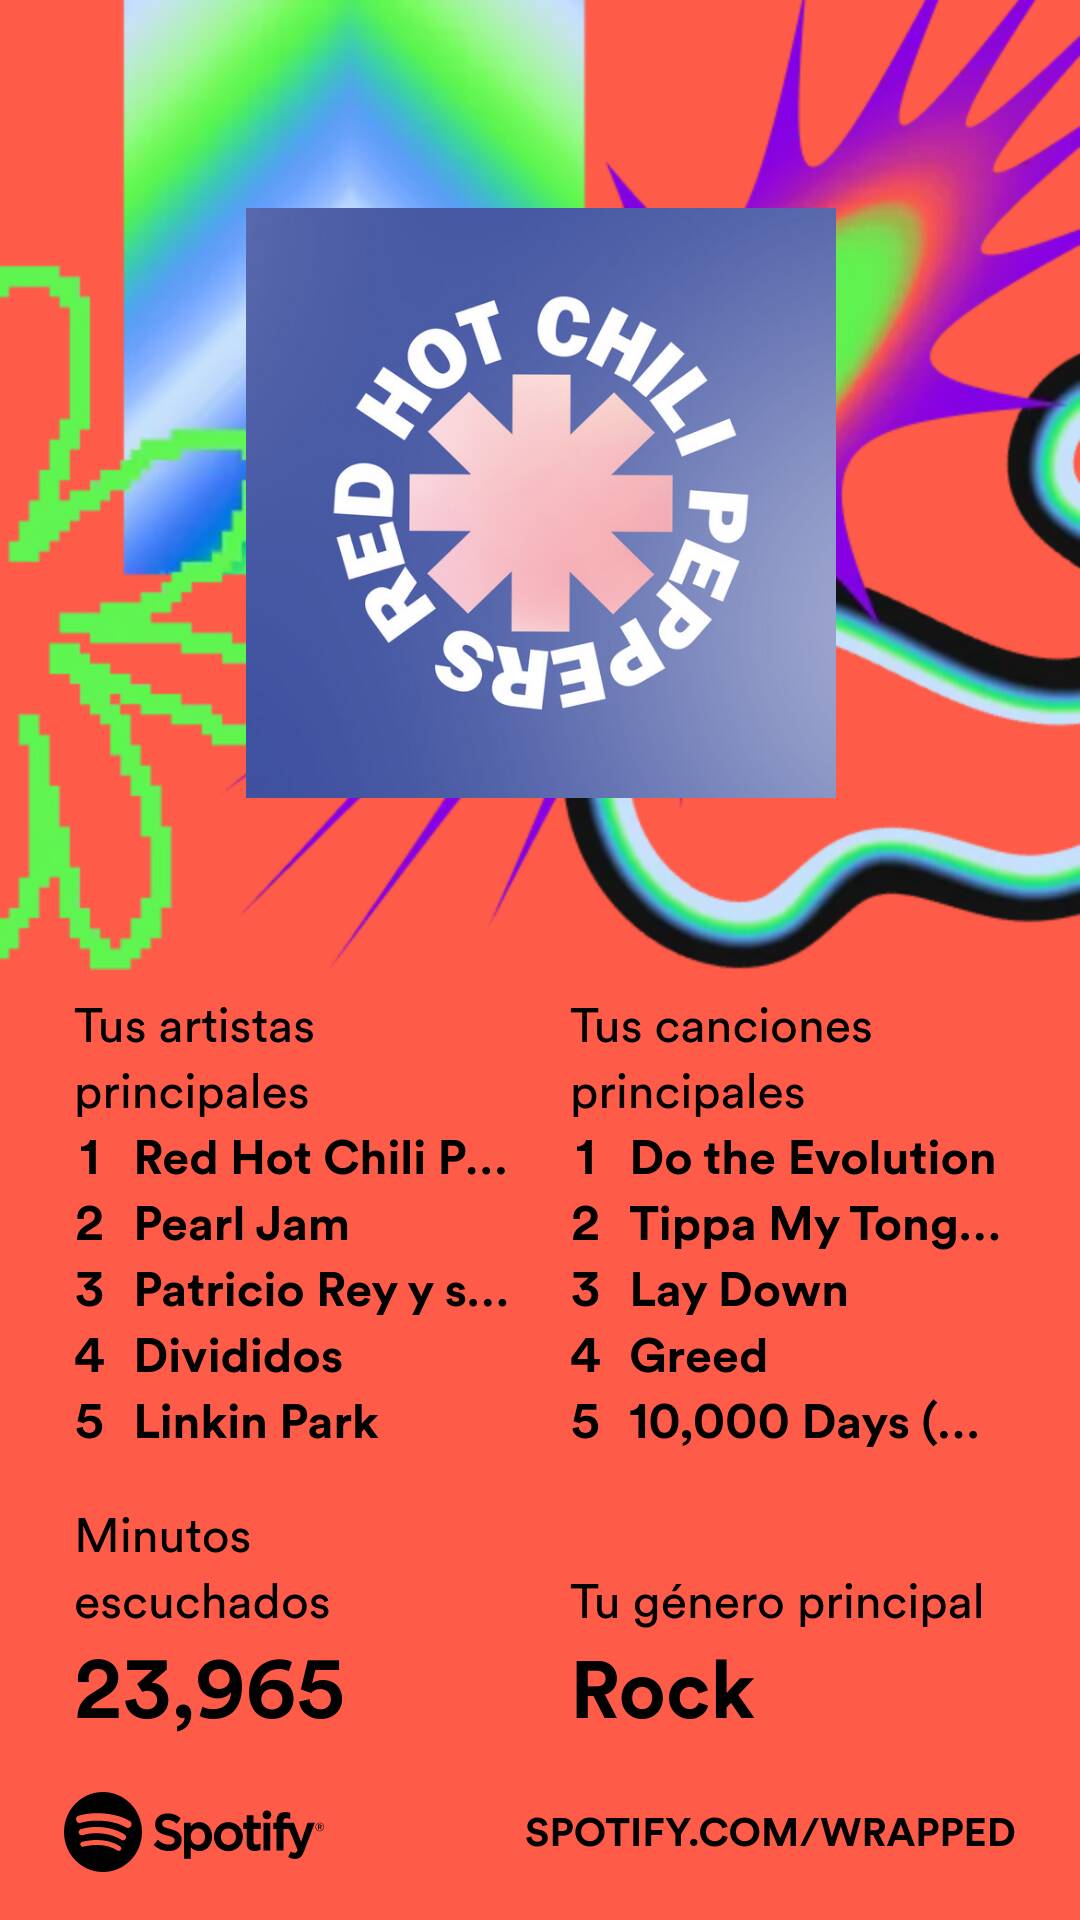 RED HOT CHILI PEPPERS
Tus artistas
principales
1 Red Hot Chili P...
2 Pearl Jam
3 Patricio Rey y s...
4 Divididos
5 Linkin Park
Tus canciones
principales
1 Do the Evolution
2 Tippa My Tong...
3 Lay Down
4 Greed
5 10,000 Days (...
Minutos
escuchados
23,965
Tu género principal
Rock
Spotify®
SPOTIFY.COM/WRAPPED